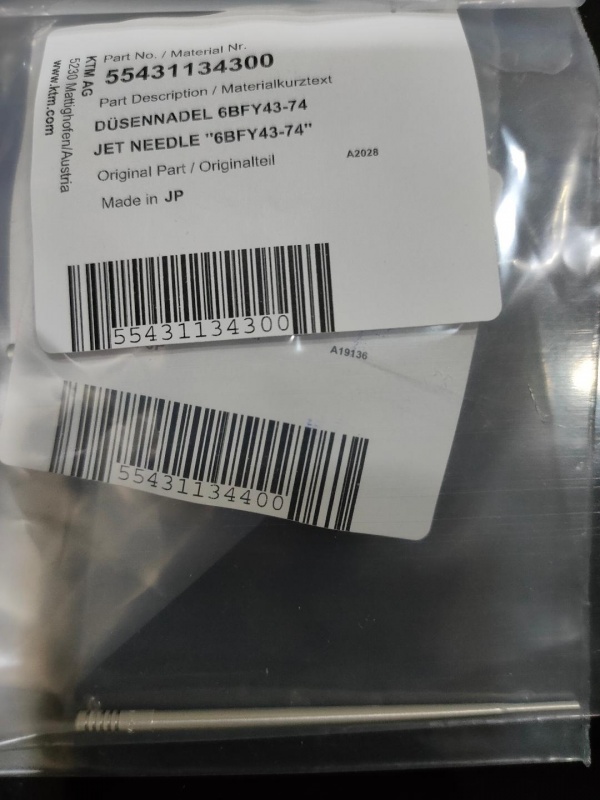 Part No. / Material Nr.
55431134300
Part Description / Materialkurztext
DÜSENNADEL 6BFY43-74
JET NEEDLE "6BFY43-74"
Original Part / Originalteil
A2028
Made in JP
KTM AG
5230 Mattighofen/Austria
www.ktm.com
55431134300
A19136
55431134400